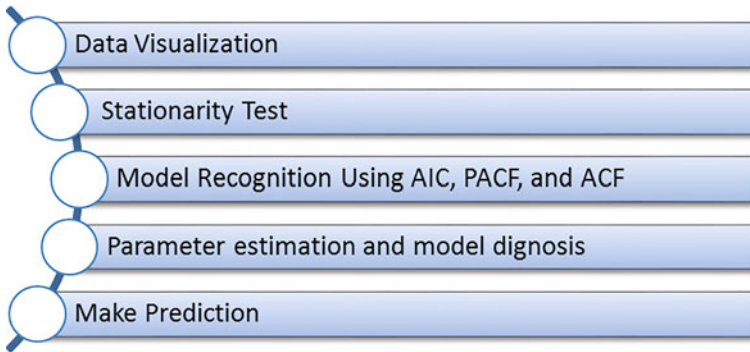 Data Visualization
Stationarity Test
Model Recognition Using AIC, PACF, and ACF
Parameter estimation and model dignosis
Make Prediction